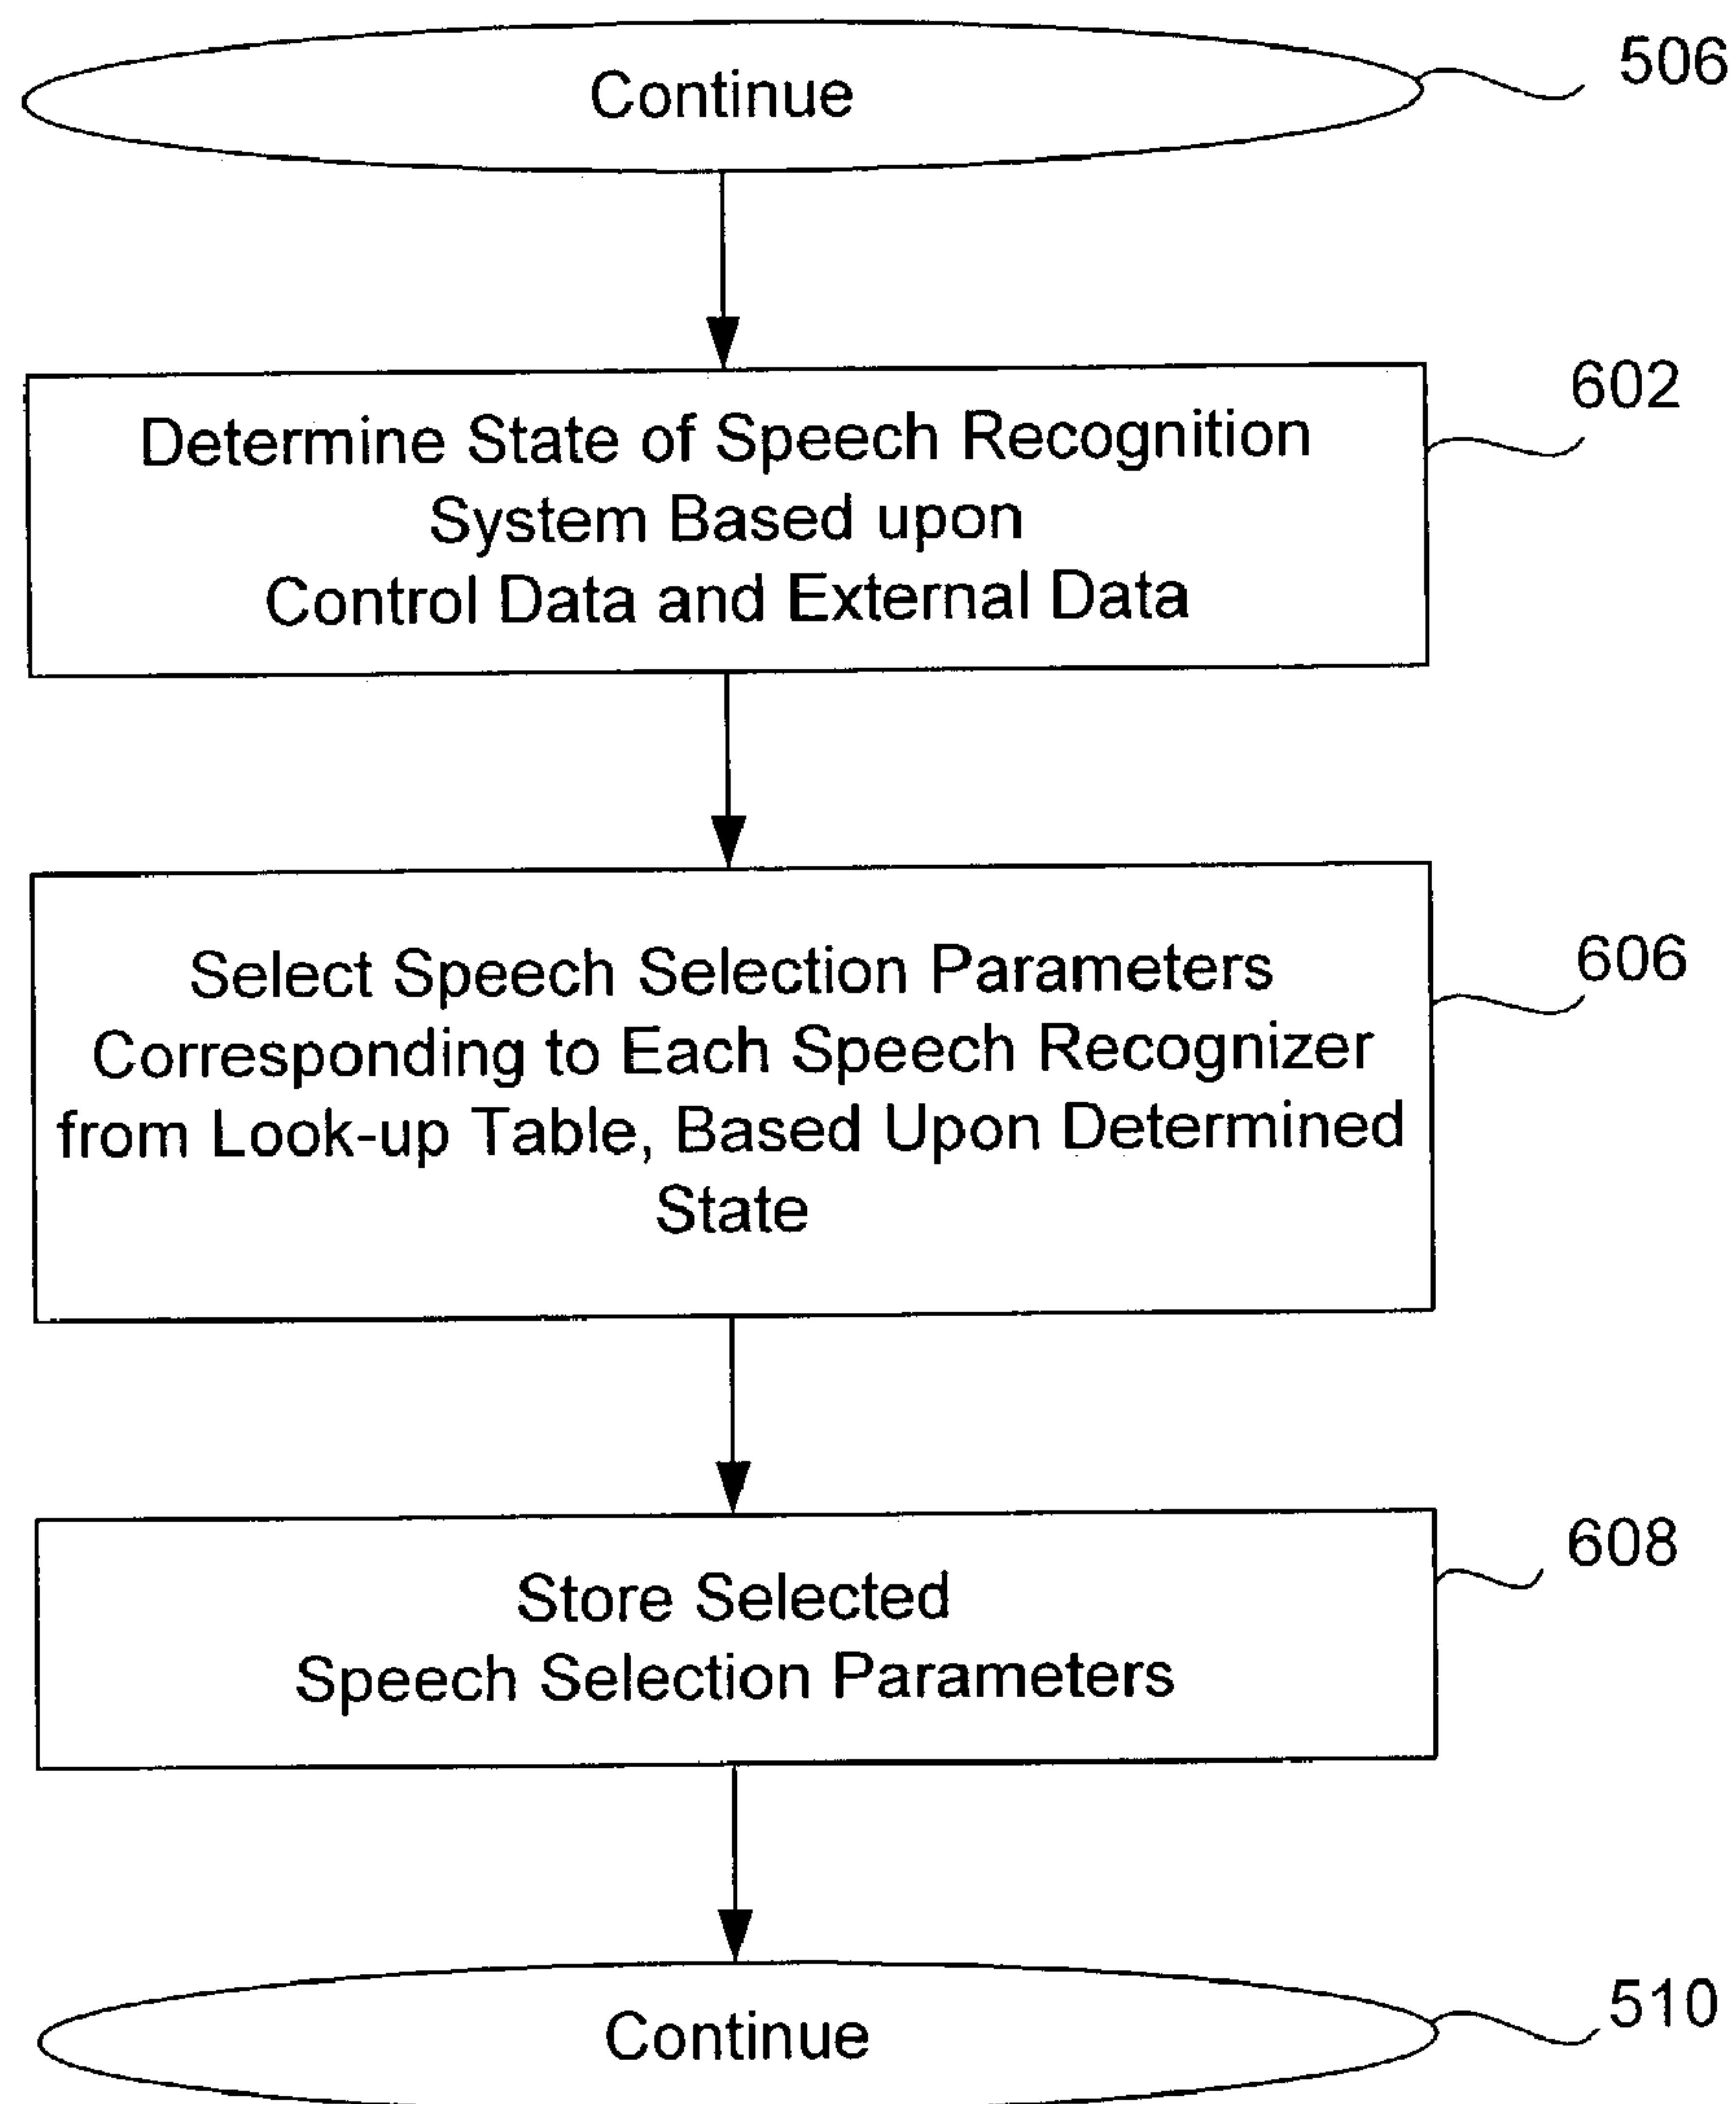 Continue
506
Determine State of Speech Recognition
System Based upon
Control Data and External Data
602
Select Speech Selection Parameters
Corresponding to Each Speech Recognizer
from Look-up Table, Based Upon Determined
State
606
Store Selected
Speech Selection Parameters
608
Continue
510